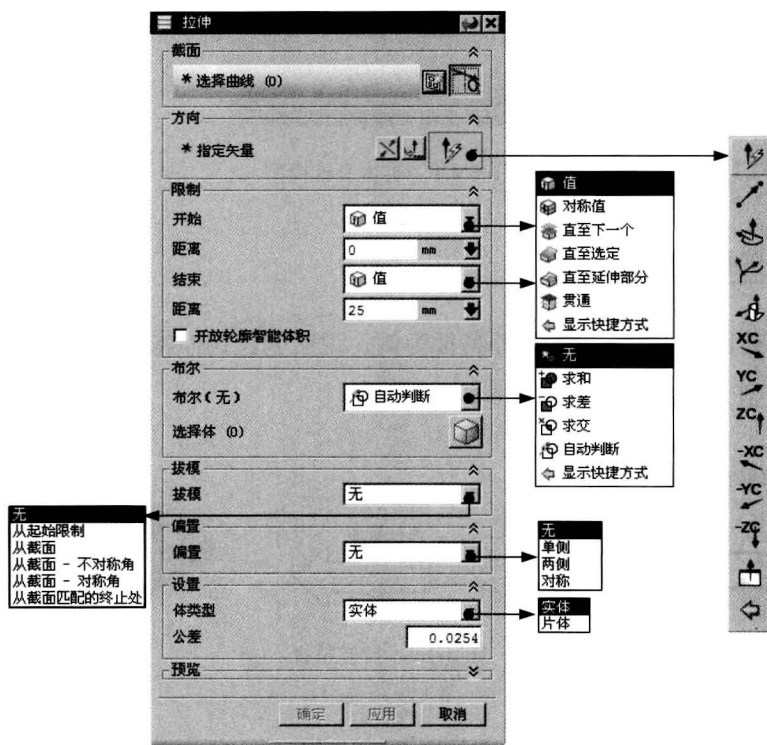 拉伸
截面
* 选择曲线 (0)
方向
* 指定矢量
限制
开始
值
距离
0 mm
结束
值
距离
25 mm
开放轮廓智能体积
布尔
布尔(无)
自动判断
选择体 (0)
拔模
拔模
无
偏置
偏置
无
设置
体类型
实体
公差
0.0254
预览
确定
应用
取消
值
对称值
直至下一个
直至选定
直至延伸部分
贯通
显示快捷方式
无
求和
求差
求交
自动判断
显示快捷方式
无
从起始限制
从截面
从截面 - 不对称角
从截面 - 对称角
从截面匹配的终止处
无
单侧
两侧
对称
实体
片体
XC
YC
ZC
-XC
-YC
-ZC